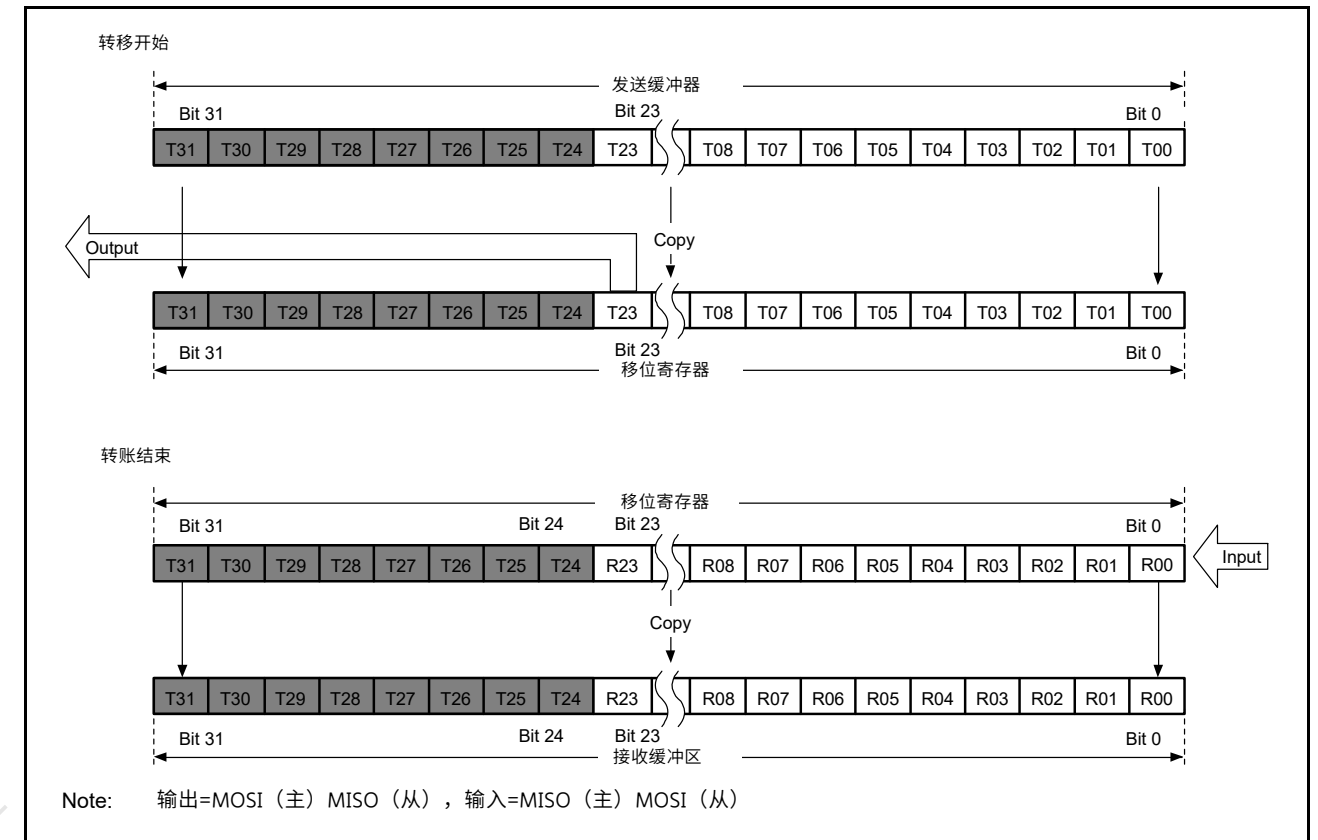 转移开始
发送缓冲器
Bit 31 Bit 23 Bit 0
T31 T30 T29 T28 T27 T26 T25 T24 T23 T08 T07 T06 T05 T04 T03 T02 T01 T00
Output Copy
T31 T30 T29 T28 T27 T26 T25 T24 T23 T08 T07 T06 T05 T04 T03 T02 T01 T00
Bit 31 Bit 23 Bit 0
移位寄存器
转账结束
移位寄存器
Bit 31 Bit 24 Bit 23 Bit 0
T31 T30 T29 T28 T27 T26 T25 T24 R23 R08 R07 R06 R05 R04 R03 R02 R01 R00 Input
Copy
T31 T30 T29 T28 T27 T26 T25 T24 R23 R08 R07 R06 R05 R04 R03 R02 R01 R00
Bit 31 Bit 24 Bit 23 Bit 0
接收缓冲区
Note: 输出=MOSI（主）MISO（从），输入=MISO（主）MOSI（从）